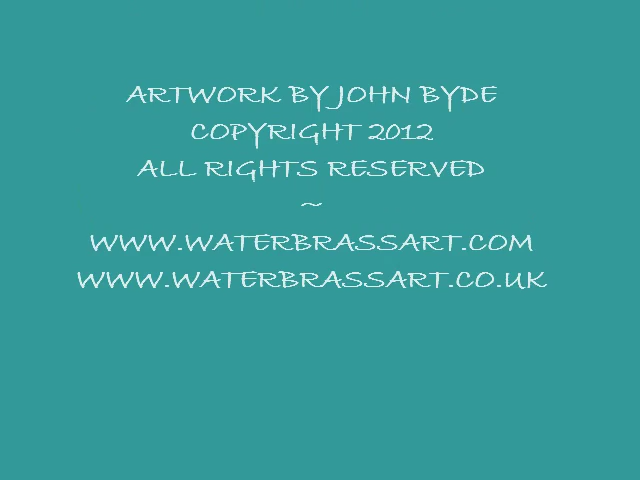 ARTWORK BY JOHN BYDE
COPYRIGHT 2012
ALL RIGHTS RESERVED
~
WWW.WATERBRASSART.COM
WWW.WATERBRASSART.CO.UK